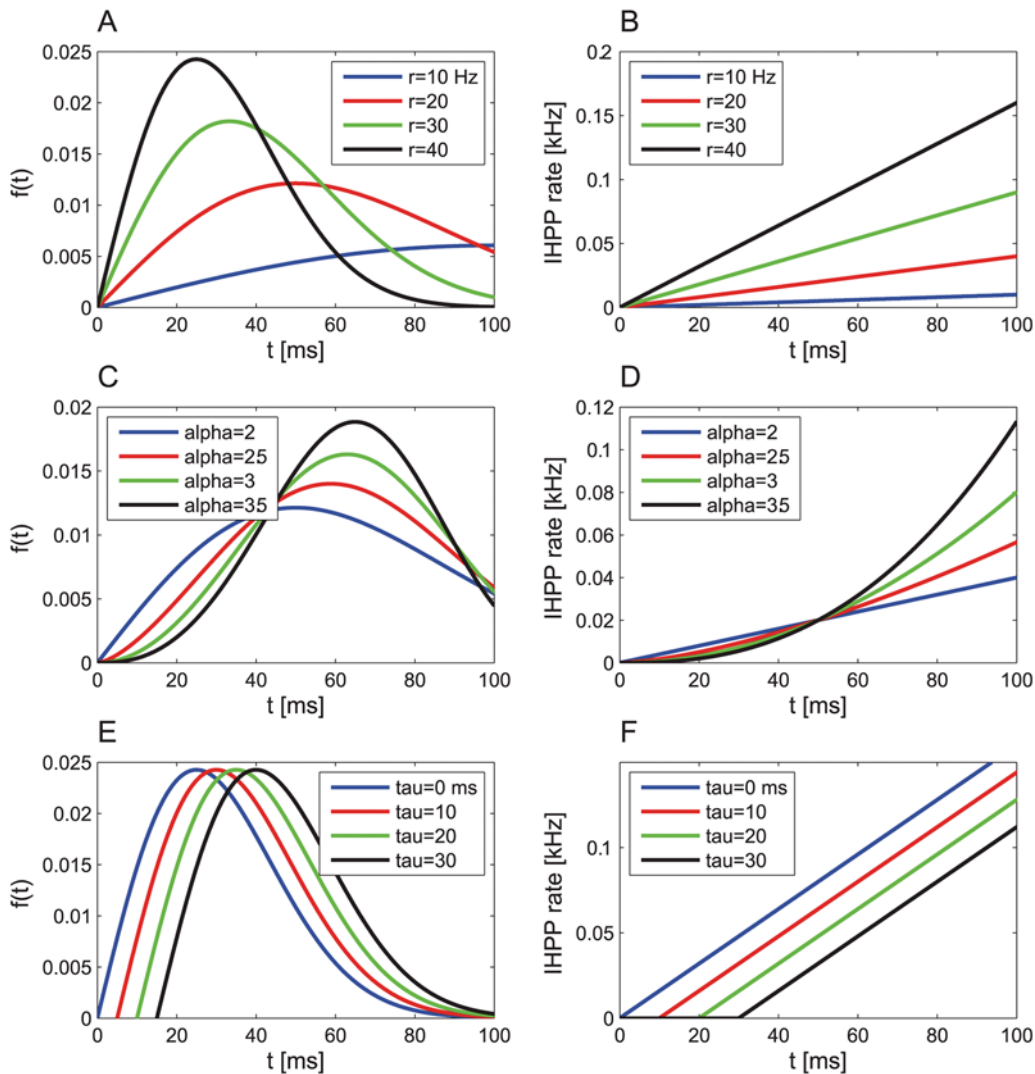 A
0.025
0.02
0.015
0.01
0.005
0
f(t)
r=10 Hz
r=20
r=30
r=40
0 20 40 60 80 100
t [ms]
B
0.2
0.15
0.1
0.05
0
IHPP rate [kHz]
r=10 Hz
r=20
r=30
r=40
0 20 40 60 80 100
t [ms]
C
0.02
0.015
0.01
0.005
0
f(t)
alpha=2
alpha=25
alpha=3
alpha=35
0 20 40 60 80 100
t [ms]
D
0.12
0.1
0.08
0.06
0.04
0.02
0
IHPP rate [kHz]
alpha=2
alpha=25
alpha=3
alpha=35
0 20 40 60 80 100
t [ms]
E
0.025
0.02
0.015
0.01
0.005
0
f(t)
tau=0 ms
tau=10
tau=20
tau=30
0 20 40 60 80 100
t [ms]
F
0.1
0.05
0
IHPP rate [kHz]
tau=0 ms
tau=10
tau=20
tau=30
0 20 40 60 80 100
t [ms]